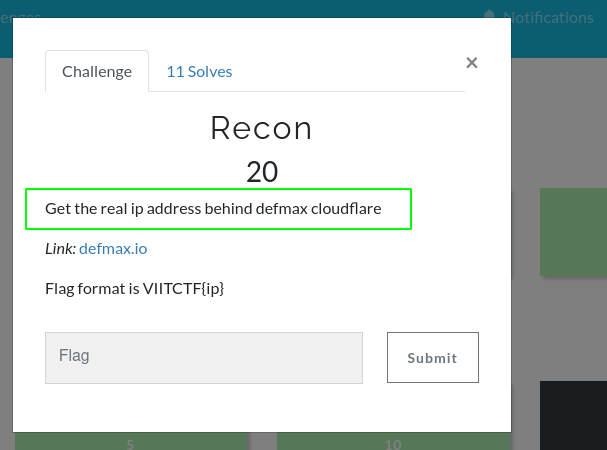 enges
Notifications
Challenge
11 Solves
×
Recon
20
Get the real ip address behind defmax cloudflare
Link: defmax.io
Flag format is VIITCTF{ip}
Flag
Submit
5
10